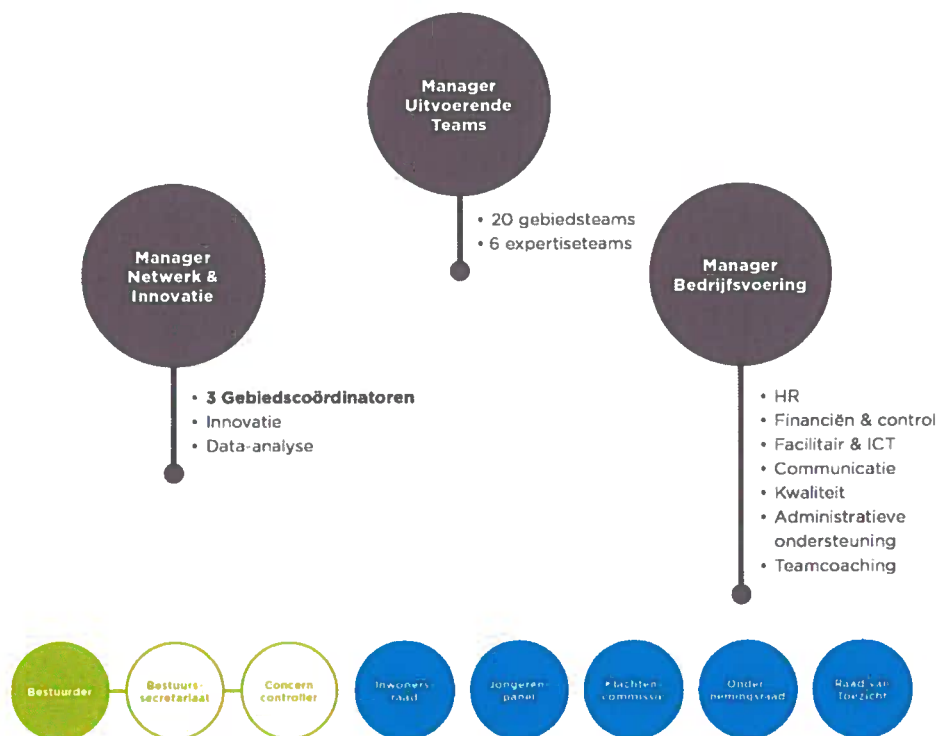 Manager
Uitvoerende
Teams
• 20 gebiedsteams
• 6 expertiseteams
Manager
Netwerk &
Innovatie
• 3 Gebiedscoördinatoren
• Innovatie
• Data-analyse
Manager
Bedrijfsvoering
• HR
• Financiën & control
• Facilitair & ICT
• Communicatie
• Kwaliteit
• Administratieve
ondersteuning
• Teamcoaching
Bestuurder
Bestuurs-
secretariaat
Concern
controller
Inwoners-
raad
Jongeren-
panel
Klachten-
commissie
Onder
nemingsraad
Raad van
Toezicht